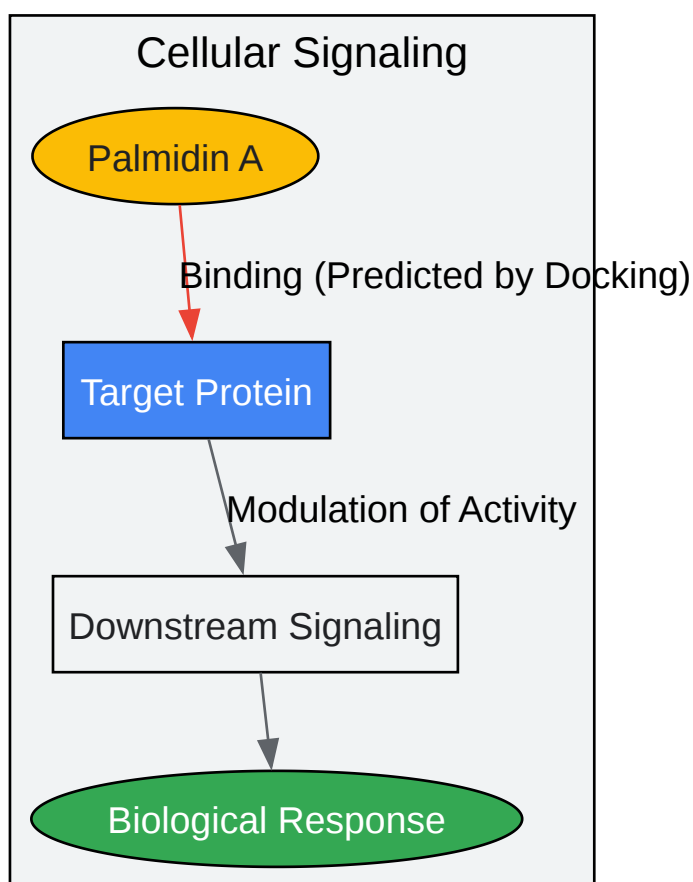 Cellular Signaling
Palmidin A
Binding (Predicted by Docking)
Target Protein
Modulation of Activity
Downstream Signaling
Biological Response